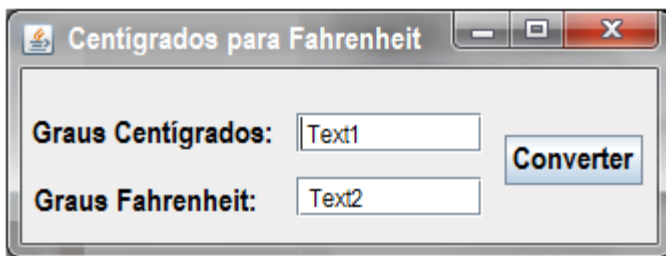 Centígrados para Fahrenheit
Graus Centígrados: Text1
Converter
Graus Fahrenheit: Text2